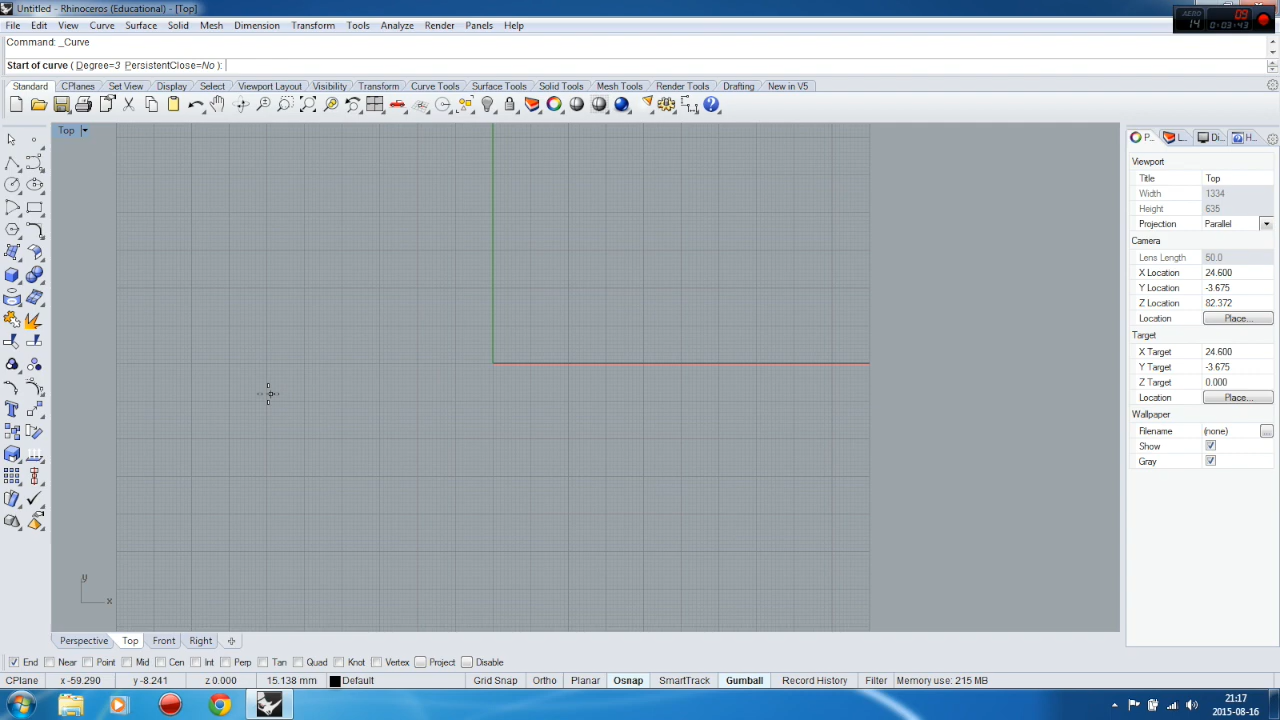 Untitled - Rhinoceros (Educational) - [Top]
File Edit View Curve Surface Solid Mesh Dimension Transform Tools Analyze Render Panels Help
AERO 14 09 0:03:43
Command: _Curve
Start of curve ( Degree=3 PersistentClose=No ):
Standard CPlanes Set View Display Select Viewport Layout Visibility Transform Curve Tools Surface Tools Solid Tools Mesh Tools Render Tools Drafting New in V5
Top
P... L... Di... H...
Viewport
Title Top
Width 1334
Height 635
Projection Parallel
Camera
Lens Length 50.0
X Location 24.600
Y Location -3.675
Z Location 82.372
Location Place...
Target
X Target 24.600
Y Target -3.675
Z Target 0.000
Location Place...
Wallpaper
Filename (none) ...
Show
Gray
y
x
Perspective Top Front Right
End Near Point Mid Cen Int Perp Tan Quad Knot Vertex Project Disable
CPlane x -59.290 y -8.241 z 0.000 15.138 mm Default Grid Snap Ortho Planar Osnap SmartTrack Gumball Record History Filter Memory use: 215 MB
21:17
2015-08-16